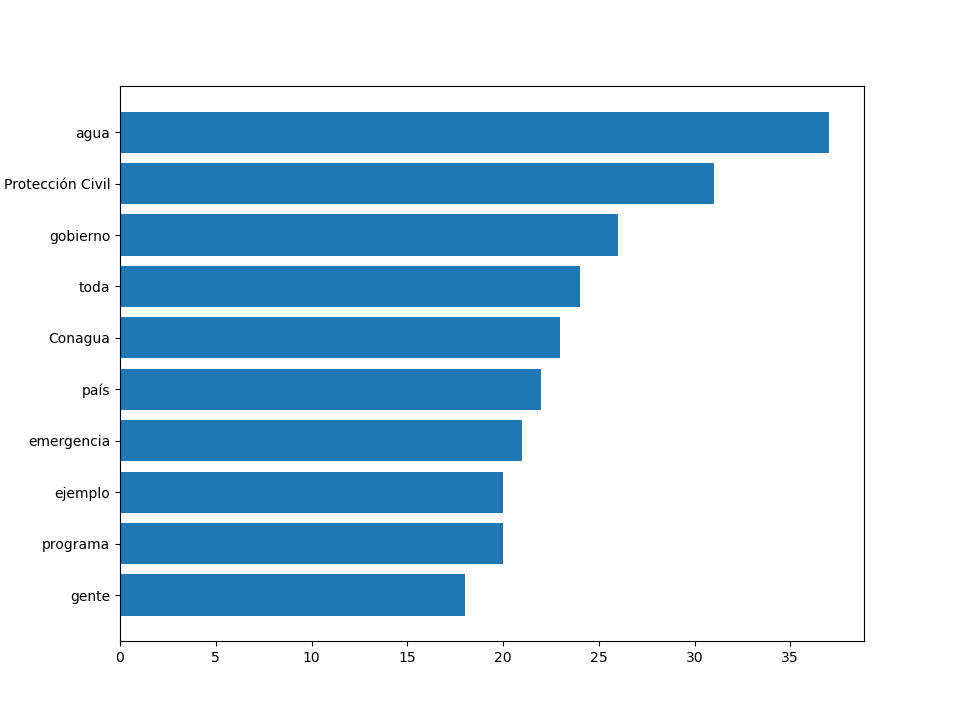 agua
Protección Civil
gobierno
toda
Conagua
país
emergencia
ejemplo
programa
gente
0 5 10 15 20 25 30 35